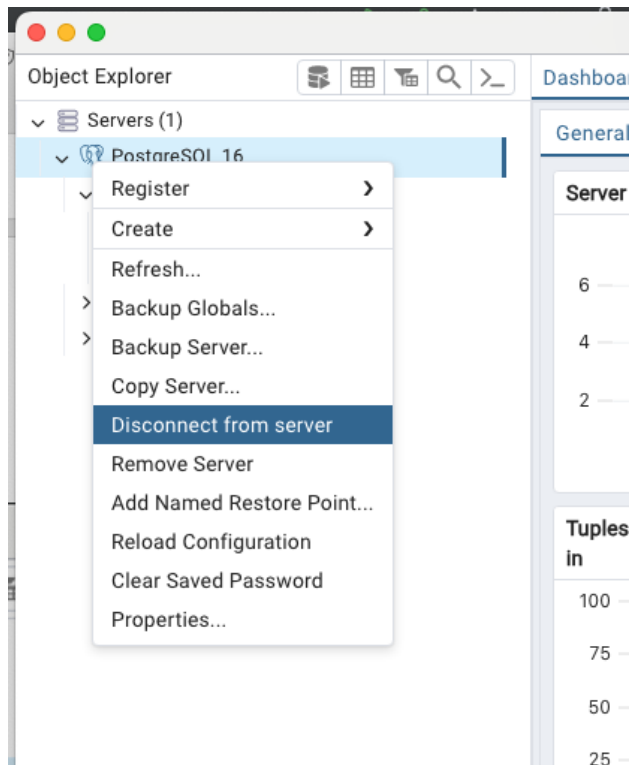 Object Explorer
Dashboar
Servers (1)
General
PostgreSQL 16
Register
Server
Create
Refresh...
6
Backup Globals...
4
Backup Server...
Copy Server...
2
Disconnect from server
Remove Server
Add Named Restore Point...
Tuples
Reload Configuration
in
Clear Saved Password
100
Properties...
75
50
25